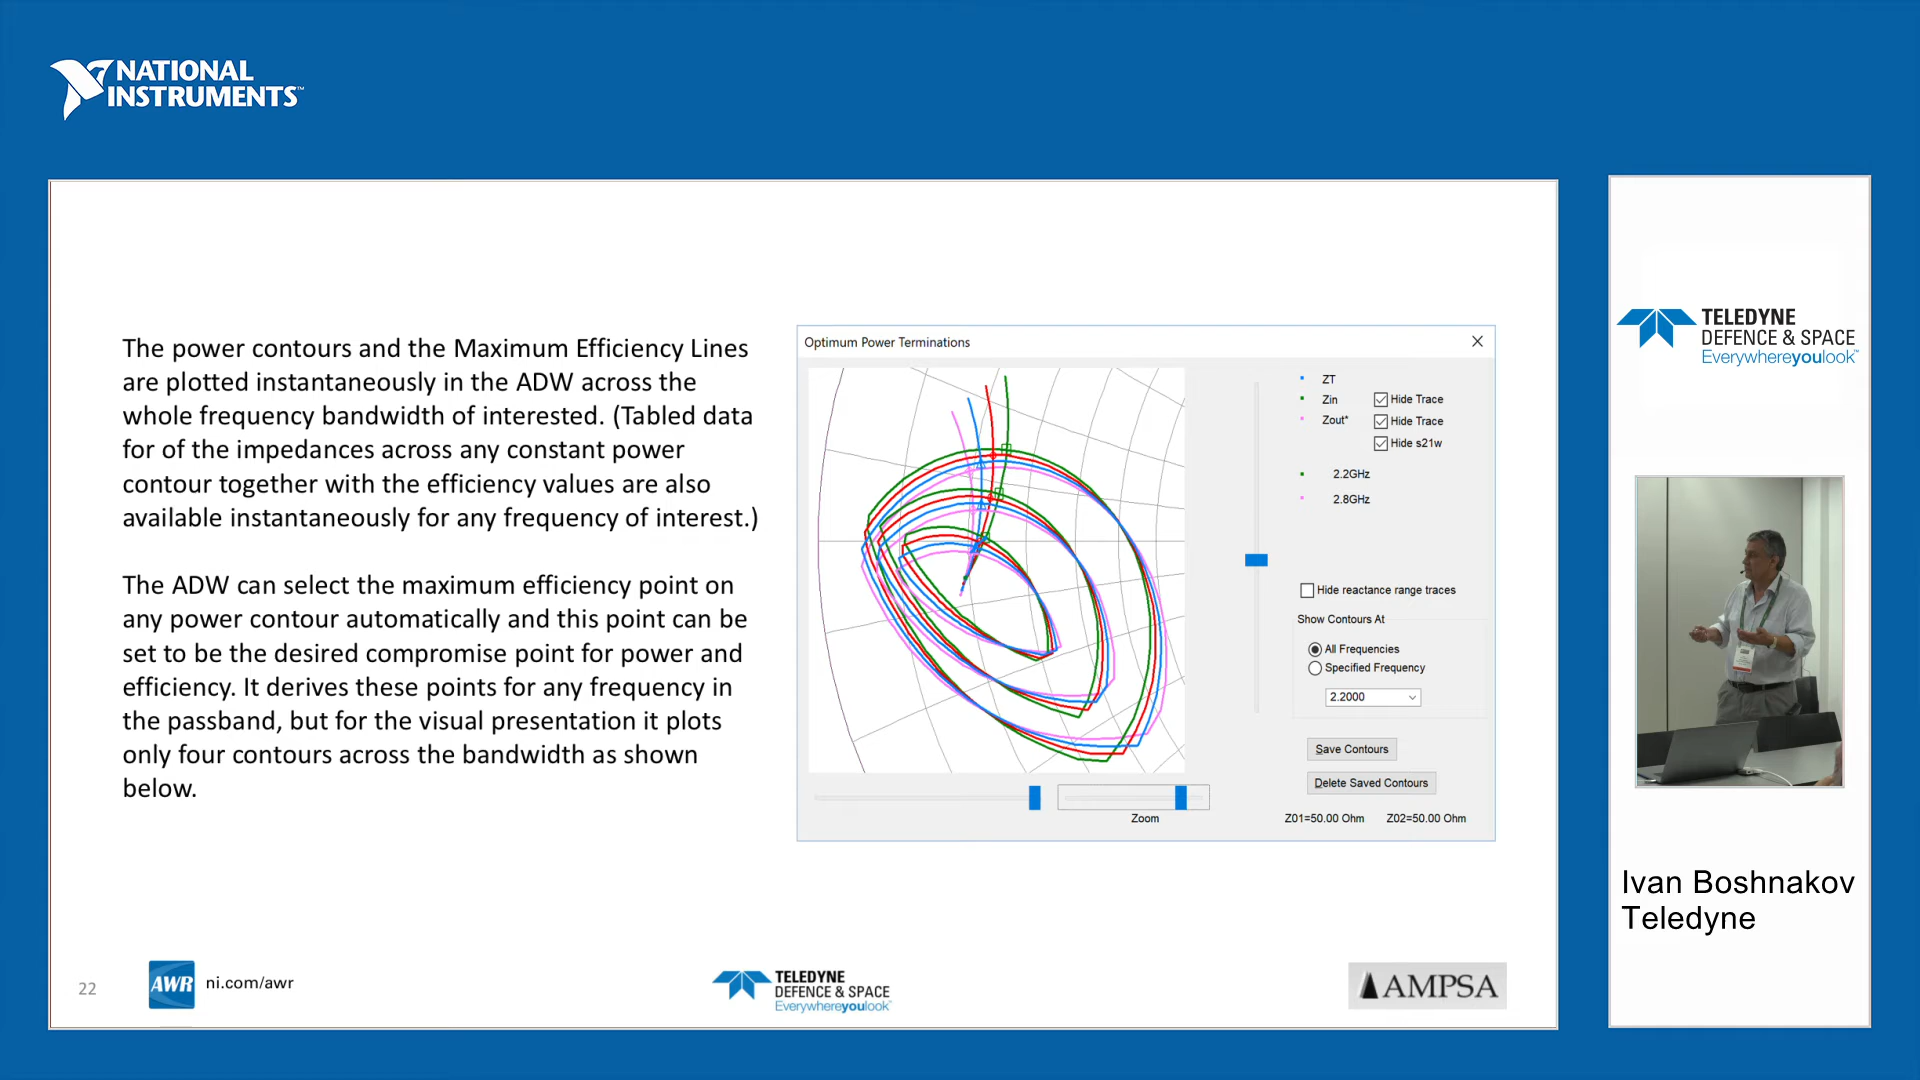 NATIONAL
INSTRUMENTS™
The power contours and the Maximum Efficiency Lines
are plotted instantaneously in the ADW across the
whole frequency bandwidth of interested. (Tabled data
for of the impedances across any constant power
contour together with the efficiency values are also
available instantaneously for any frequency of interest.)
The ADW can select the maximum efficiency point on
any power contour automatically and this point can be
set to be the desired compromise point for power and
efficiency. It derives these points for any frequency in
the passband, but for the visual presentation it plots
only four contours across the bandwidth as shown
below.
Optimum Power Terminations
ZT
Zin
Hide Trace
Zout*
Hide Trace
Hide s21w
2.2GHz
2.8GHz
Hide reactance range traces
Show Contours At
All Frequencies
Specified Frequency
2.2000
Save Contours
Delete Saved Contours
Zoom
Z01=50.00 Ohm Z02=50.00 Ohm
22
AWR
ni.com/awr
TELEDYNE
DEFENCE & SPACE
Everywhereyoulook™
AMPSA
TELEDYNE
DEFENCE & SPACE
Everywhereyoulook™
Ivan Boshnakov
Teledyne